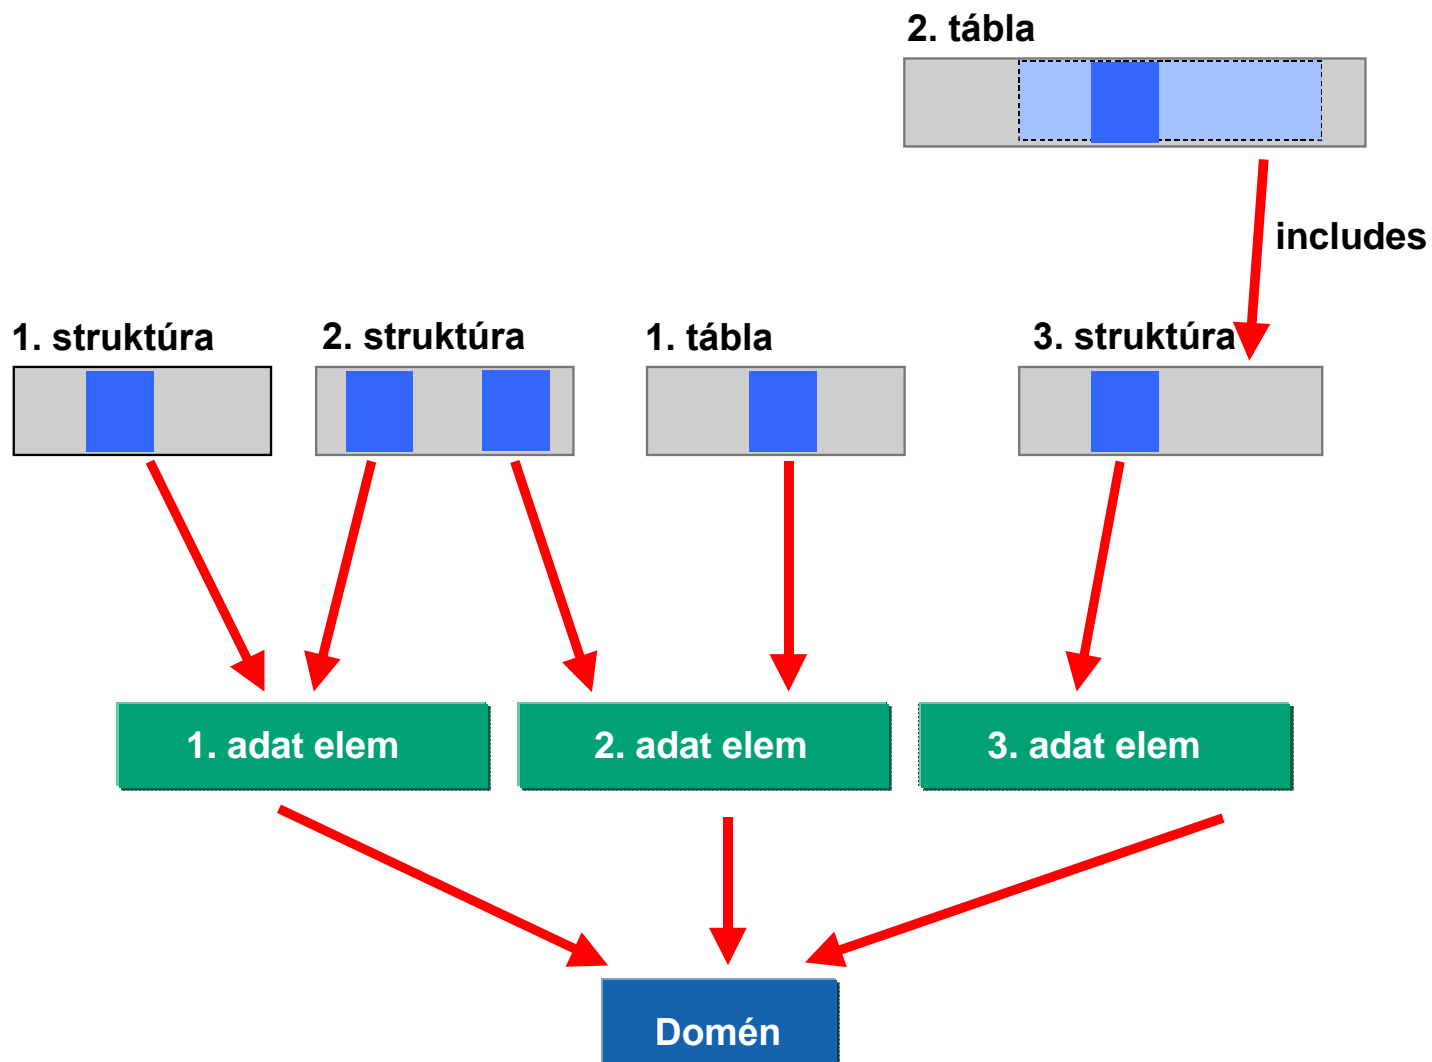 2. tábla
includes
1. struktúra
2. struktúra
1. tábla
3. struktúra
1. adat elem
2. adat elem
3. adat elem
Domén